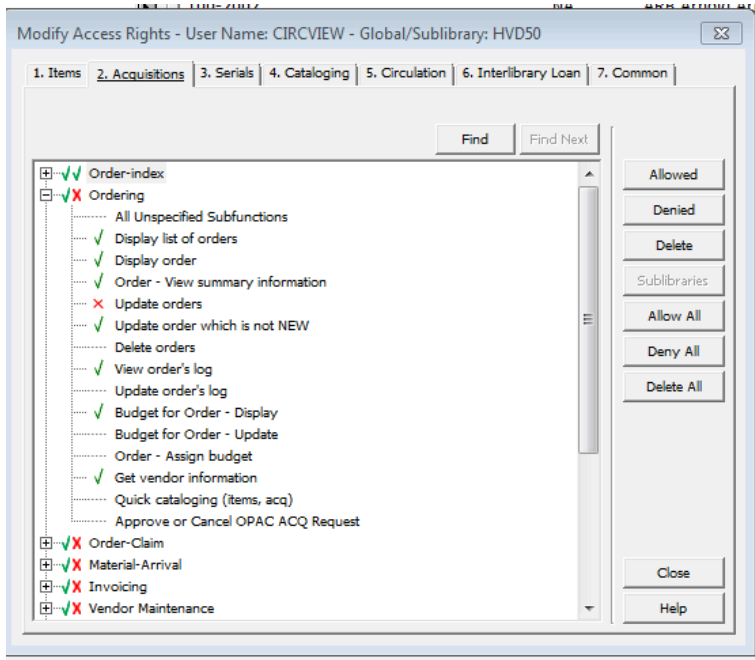 Modify Access Rights - User Name: CIRCVIEW - Global/Sublibrary: HVD50
1. Items 2. Acquisitions 3. Serials 4. Cataloging 5. Circulation 6. Interlibrary Loan 7. Common
Find Find Next
Order-index
Ordering
All Unspecified Subfunctions
Display list of orders
Display order
Order - View summary information
Update orders
Update order which is not NEW
Delete orders
View order's log
Update order's log
Budget for Order - Display
Budget for Order - Update
Order - Assign budget
Get vendor information
Quick cataloging (items, acq)
Approve or Cancel OPAC ACQ Request
Order-Claim
Material-Arrival
Invoicing
Vendor Maintenance
Allowed
Denied
Delete
Sublibraries
Allow All
Deny All
Delete All
Close
Help